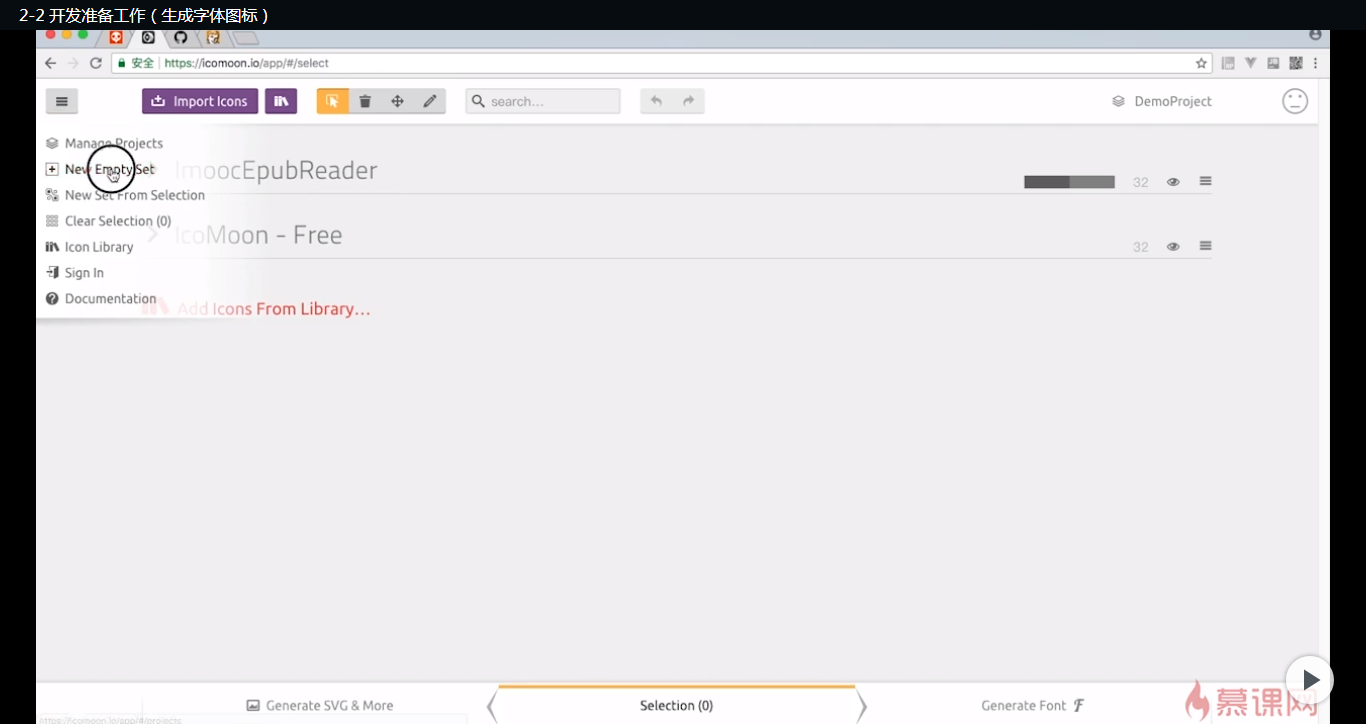 2-2 开发准备工作（生成字体图标）
安全 https://icomoon.io/app/#/select
Import Icons
search...
DemoProject
Manage Projects
New Empty Set
ImoocEpubReader
32
New Set From Selection
Clear Selection (0)
IcoMoon - Free
32
Icon Library
Sign In
Documentation
Add Icons From Library...
Generate SVG & More
Selection (0)
Generate Font
慕课网
https://icomoon.io/app/#/projects